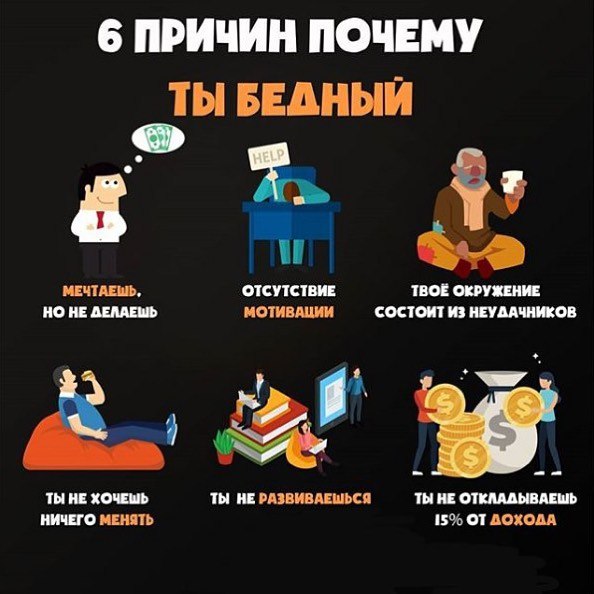 6 ПРИЧИН ПОЧЕМУ
ТЫ БЕДНЫЙ
HELP
МЕЧТАЕШЬ,
НО НЕ ДЕЛАЕШЬ
ОТСУТСТВИЕ
МОТИВАЦИИ
ТВОЁ ОКРУЖЕНИЕ
СОСТОИТ ИЗ НЕУДАЧНИКОВ
ТЫ НЕ ХОЧЕШЬ
НИЧЕГО МЕНЯТЬ
ТЫ НЕ РАЗВИВАЕШЬСЯ
ТЫ НЕ ОТКЛАДЫВАЕШЬ
15% ОТ ДОХОДА